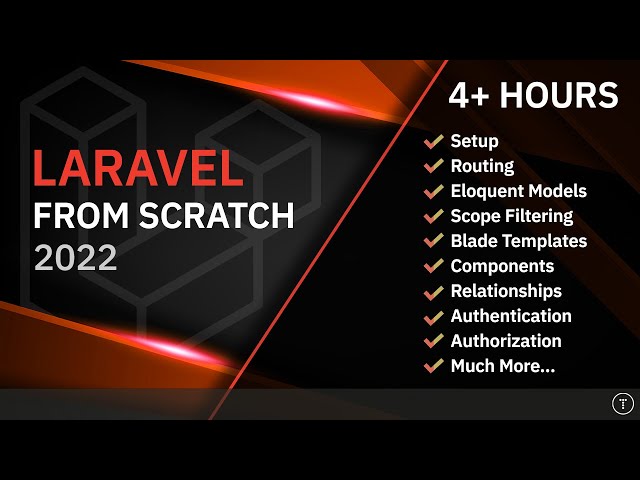 LARAVEL
FROM SCRATCH
2022
4+ HOURS
Setup
Routing
Eloquent Models
Scope Filtering
Blade Templates
Components
Relationships
Authentication
Authorization
Much More...
T